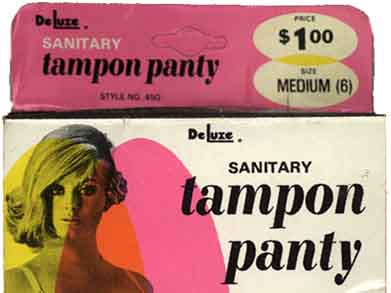 DeLuxe®
SANITARY
tampon panty
STYLE NO. 450
PRICE
$1.00
SIZE
MEDIUM (6)
DeLuxe®
SANITARY
tampon
panty